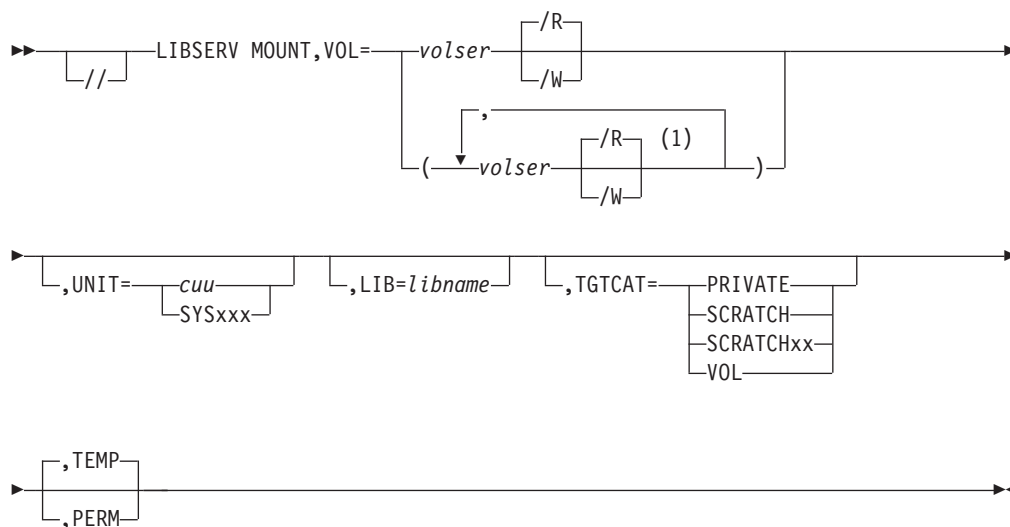 /R
// LIBSERV MOUNT,VOL= volser
/W
,
/R (1)
( volser )
/W
,UNIT= cuu ,LIB=libname ,TGTCAT= PRIVATE
SYSxxx SCRATCH
SCRATCHxx
VOL
,TEMP
,PERM